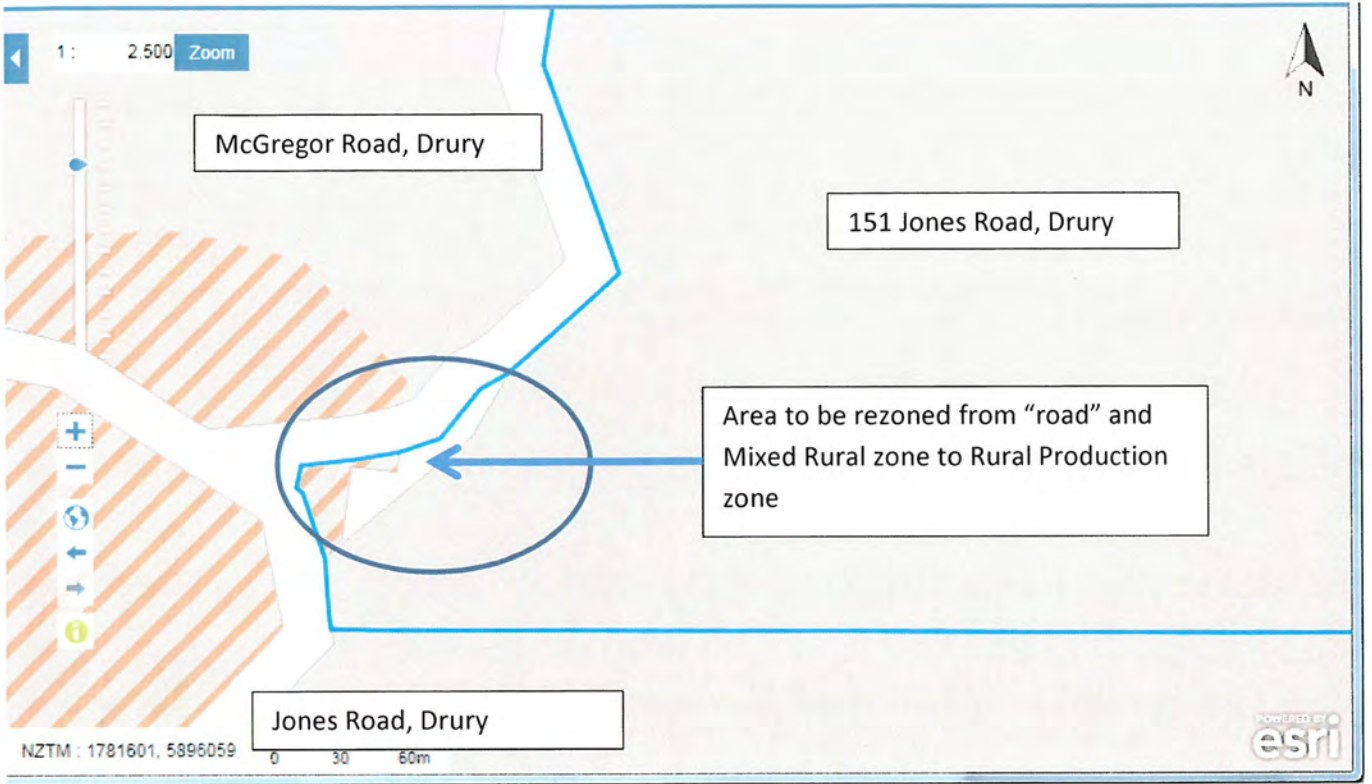 1 : 2,500 Zoom
N
McGregor Road, Drury
151 Jones Road, Drury
Area to be rezoned from “road” and
Mixed Rural zone to Rural Production
zone
Jones Road, Drury
NZTM : 1781601, 5896059
0 30 60m
POWERED BY
esri